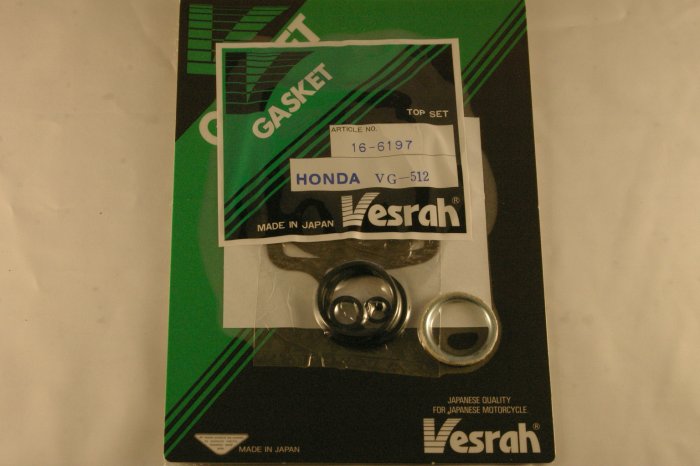 GASKET
GASKET
TOP SET
ARTICLE NO.
16-6197
HONDA VG-512
MADE IN JAPAN Vesrah®
JAPANESE QUALITY
FOR JAPANESE MOTORCYCLE
MADE IN JAPAN Vesrah®